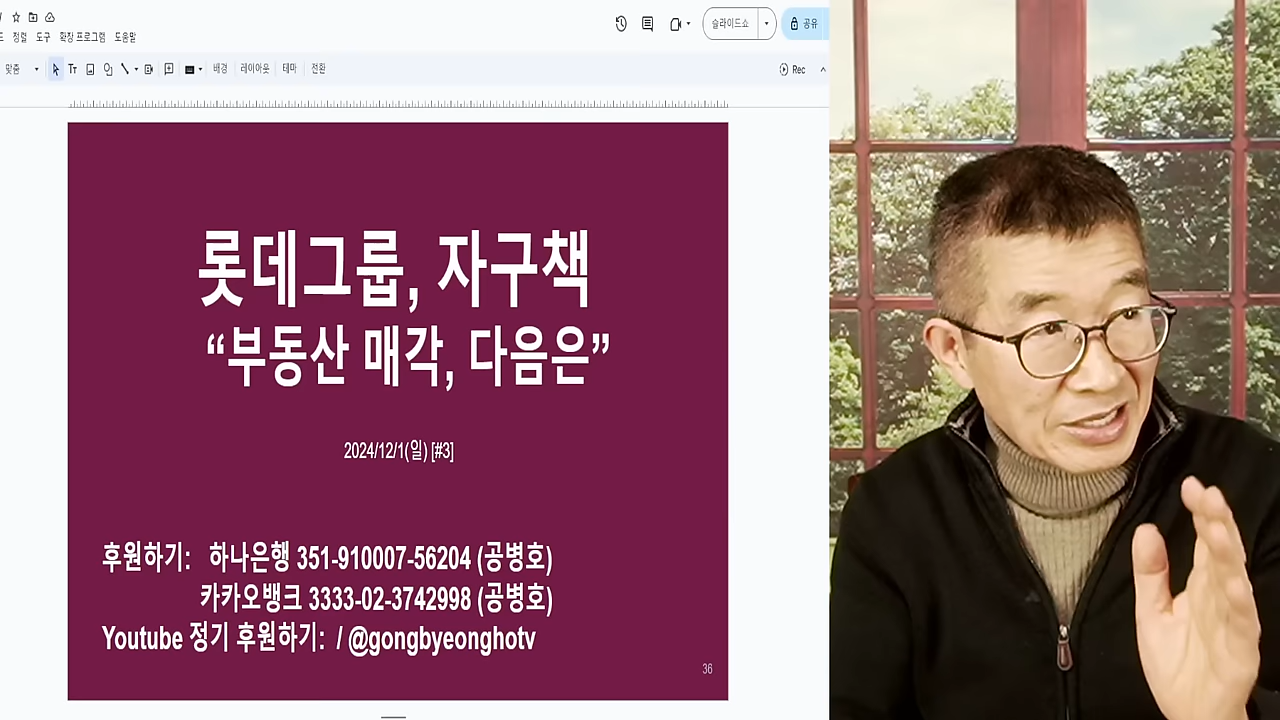 정렬 도구 확장 프로그램 도움말
슬라이드쇼
공유
맞춤
배경 레이아웃 테마 전환
Rec
롯데그룹, 자구책
“부동산 매각, 다음은”
2024/12/1(일) [#3]
후원하기: 하나은행 351-910007-56204 (공병호)
카카오뱅크 3333-02-3742998 (공병호)
Youtube 정기 후원하기: / @gongbyeonghotv
36